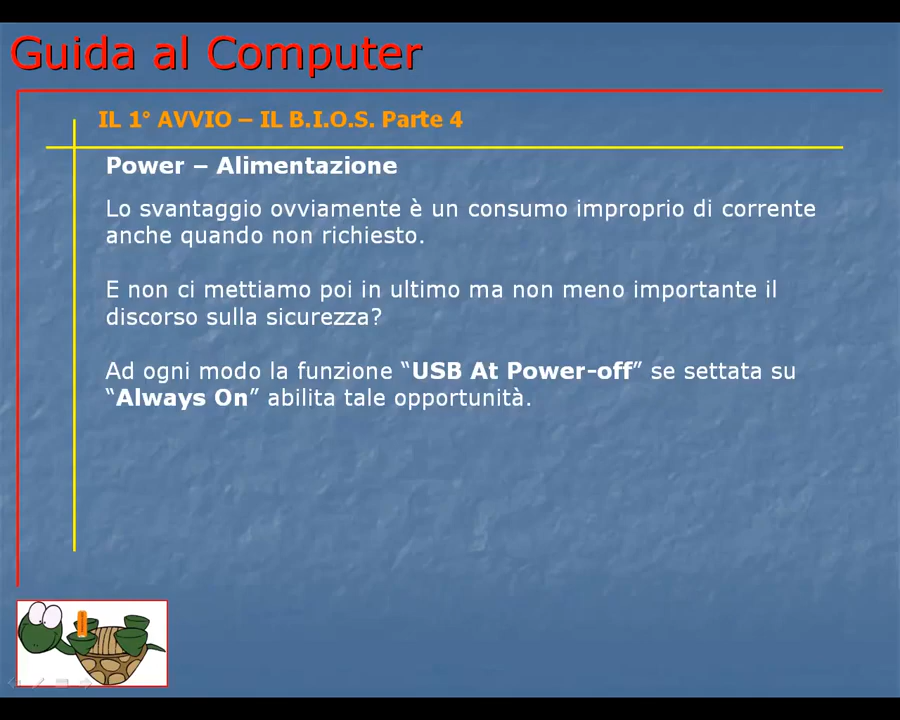 Guida al Computer
IL 1° AVVIO – IL B.I.O.S. Parte 4
Power – Alimentazione
Lo svantaggio ovviamente è un consumo improprio di corrente
anche quando non richiesto.
E non ci mettiamo poi in ultimo ma non meno importante il
discorso sulla sicurezza?
Ad ogni modo la funzione “USB At Power-off” se settata su
“Always On” abilita tale opportunità.